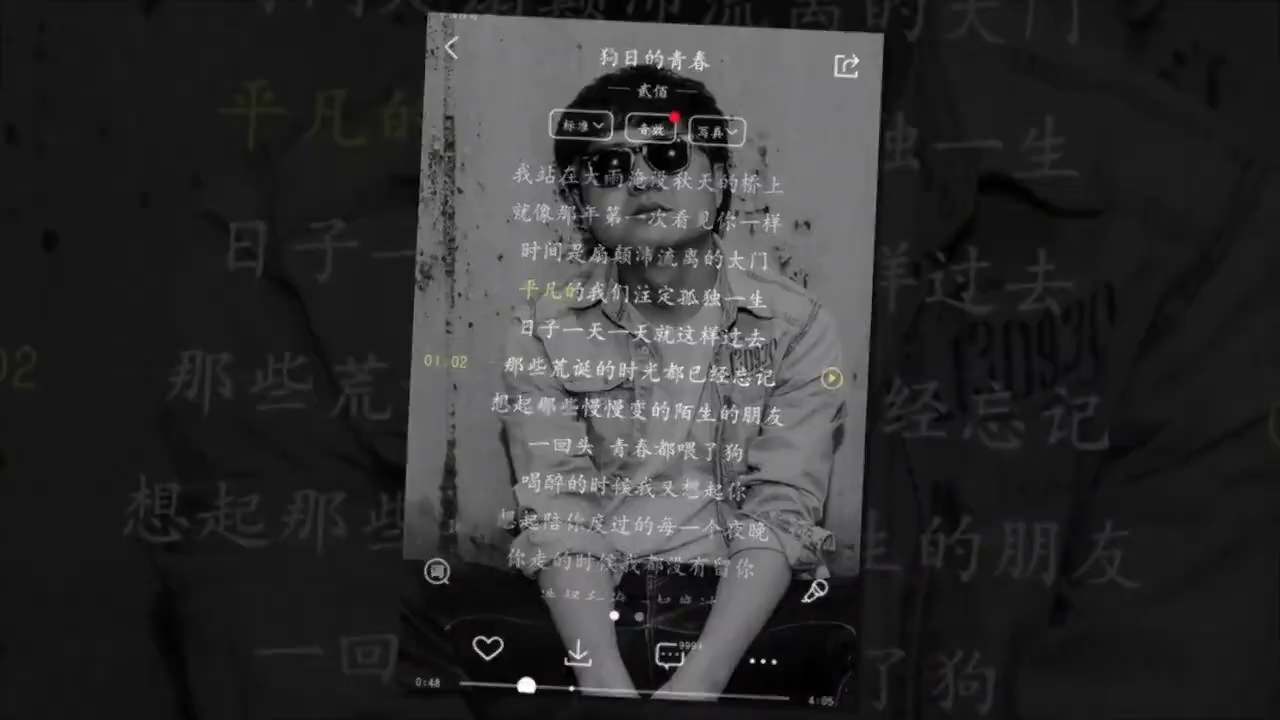 狗日的青春
贰佰
标准
音效
写真
我站在大雨淹没秋天的桥上
就像那年第一次看见你一样
时间是扇颠沛流离的大门
平凡的我们注定孤独一生
日子一天一天就这样过去
01:02
那些荒诞的时光都已经忘记
想起那些慢慢变的陌生的朋友
一回头 青春都喂了狗
喝醉的时候我又想起你
想起陪你度过的每一个夜晚
你走的时候我都没有留你
词
999+
0:48
4:05